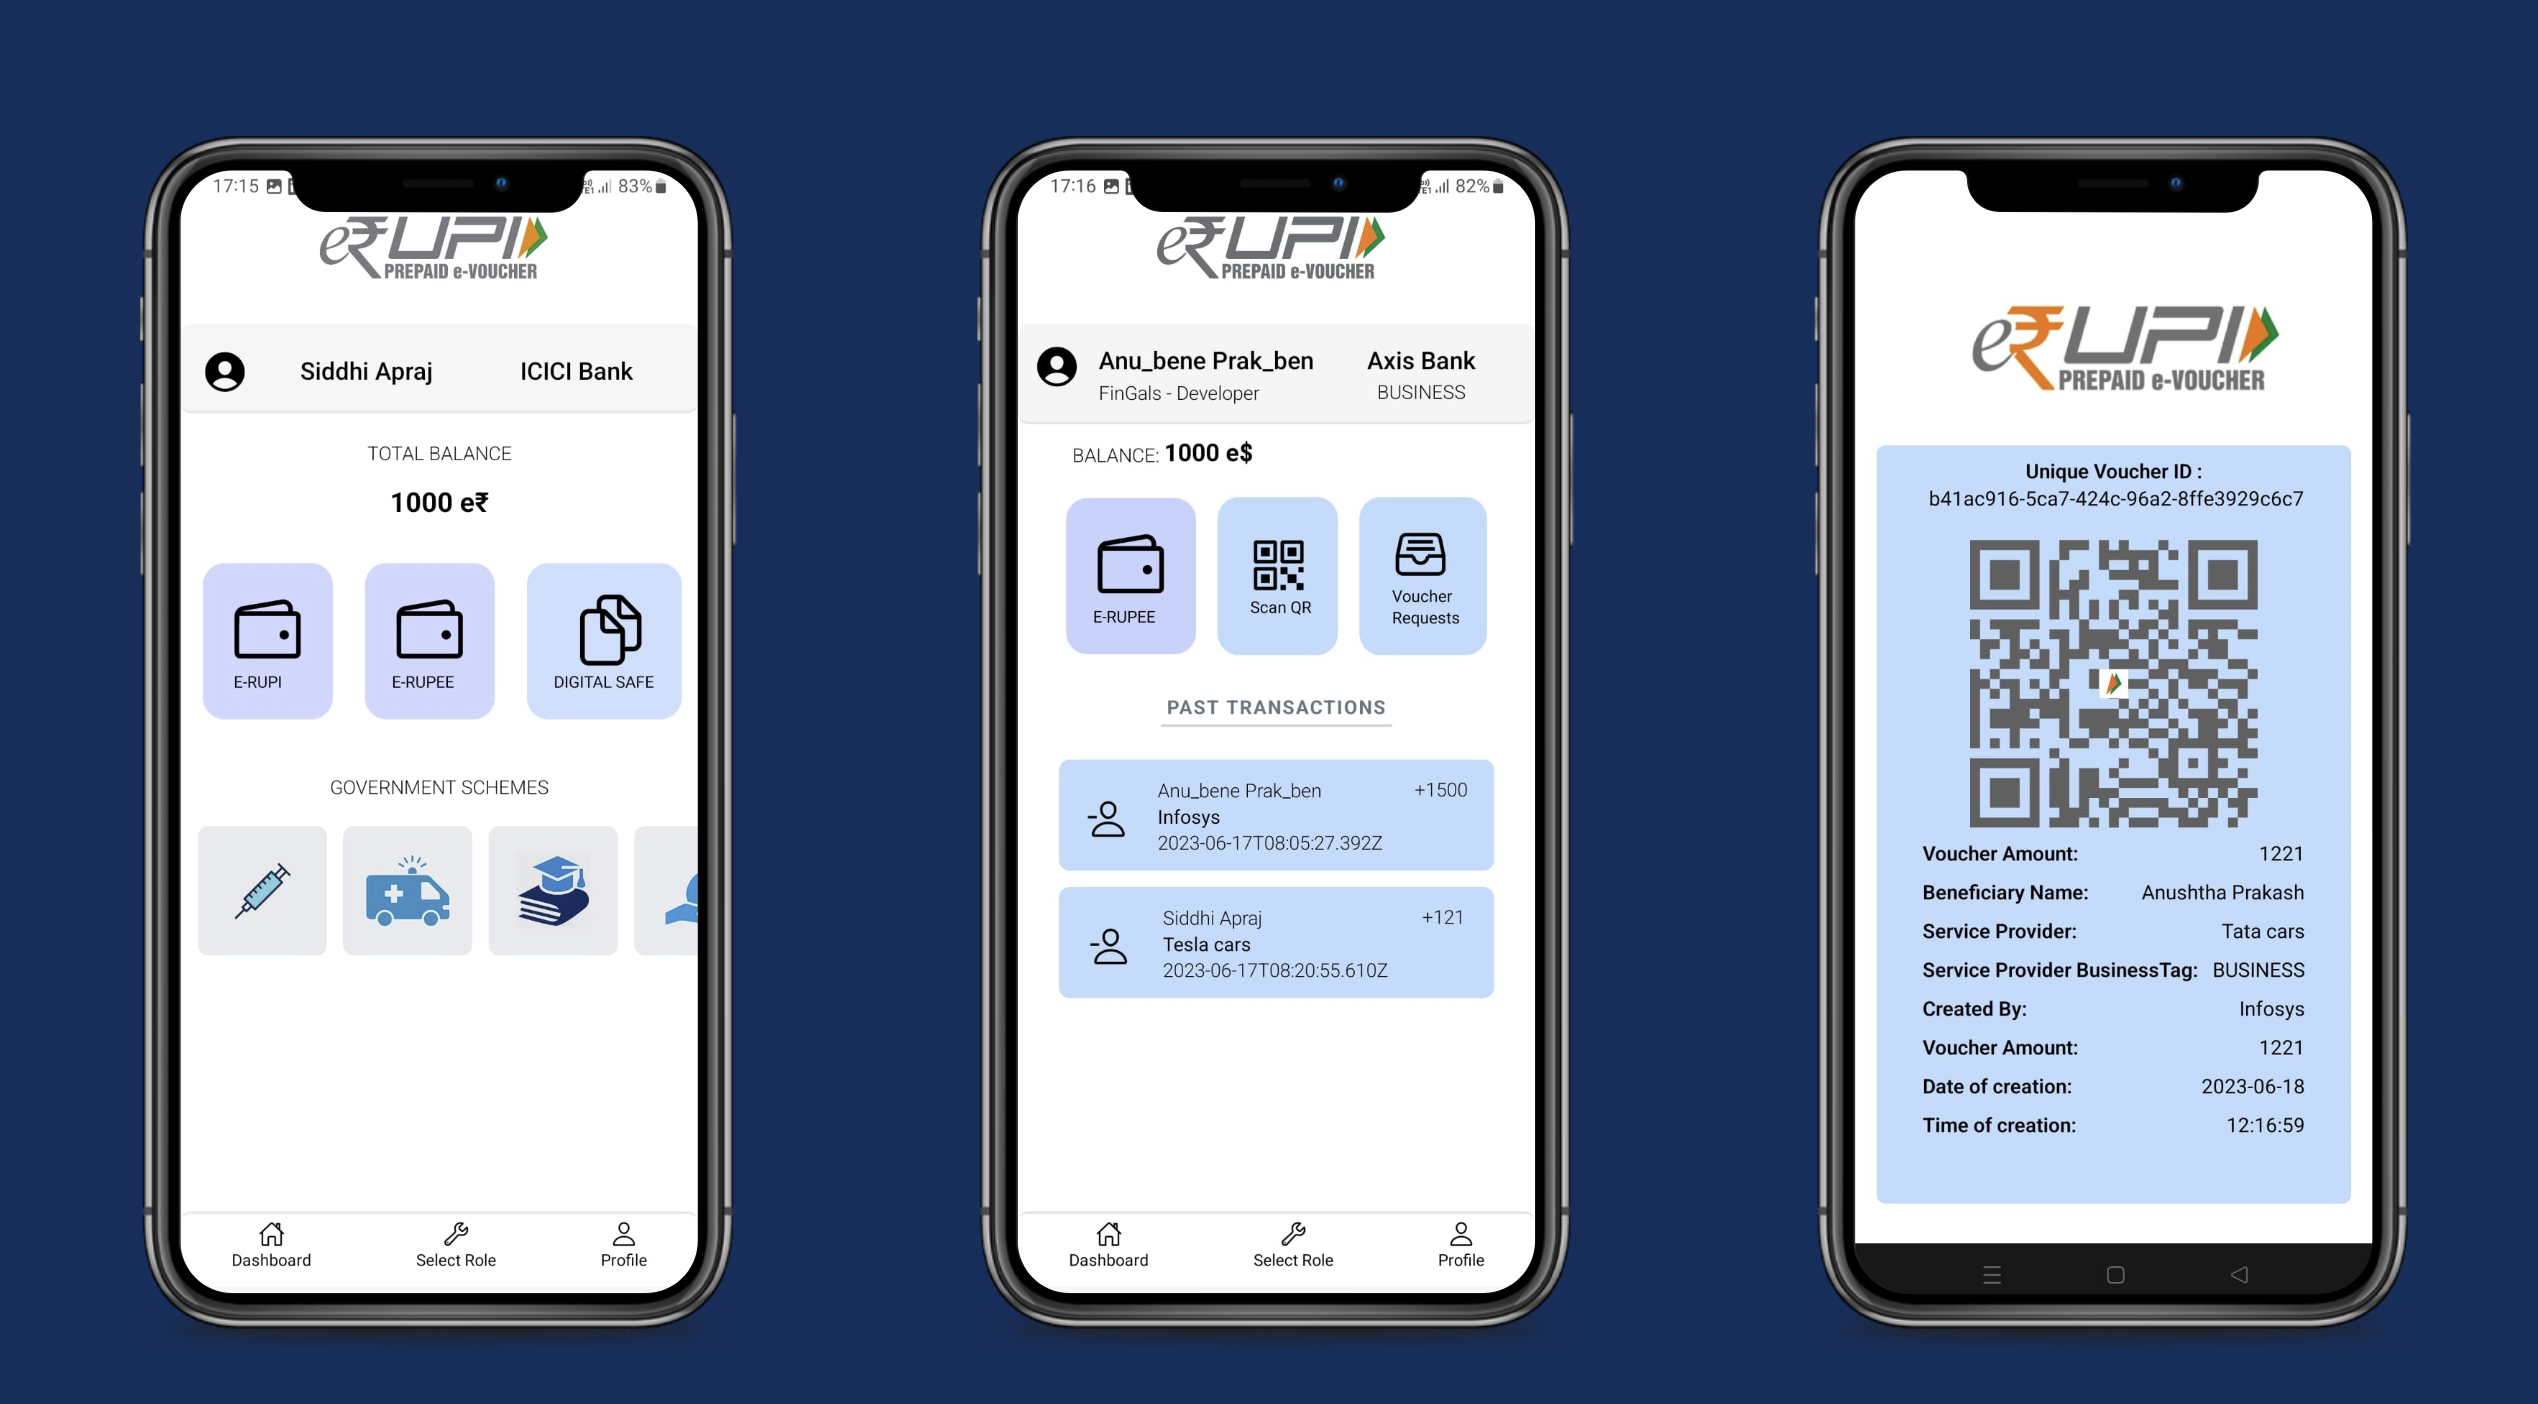 17:15
83%
e₹UPI
PREPAID e-VOUCHER
Siddhi Apraj
ICICI Bank
TOTAL BALANCE
1000 e₹
E-RUPI
E-RUPEE
DIGITAL SAFE
GOVERNMENT SCHEMES
Dashboard
Select Role
Profile
17:16
82%
e₹UPI
PREPAID e-VOUCHER
Anu_bene Prak_ben
Axis Bank
FinGals - Developer
BUSINESS
BALANCE: 1000 e$
E-RUPEE
Scan QR
Voucher
Requests
PAST TRANSACTIONS
Anu_bene Prak_ben +1500
Infosys
2023-06-17T08:05:27.392Z
Siddhi Apraj +121
Tesla cars
2023-06-17T08:20:55.610Z
Dashboard
Select Role
Profile
e₹UPI
PREPAID e-VOUCHER
Unique Voucher ID :
b41ac916-5ca7-424c-96a2-8ffe3929c6c7
Voucher Amount: 1221
Beneficiary Name: Anushtha Prakash
Service Provider: Tata cars
Service Provider BusinessTag: BUSINESS
Created By: Infosys
Voucher Amount: 1221
Date of creation: 2023-06-18
Time of creation: 12:16:59